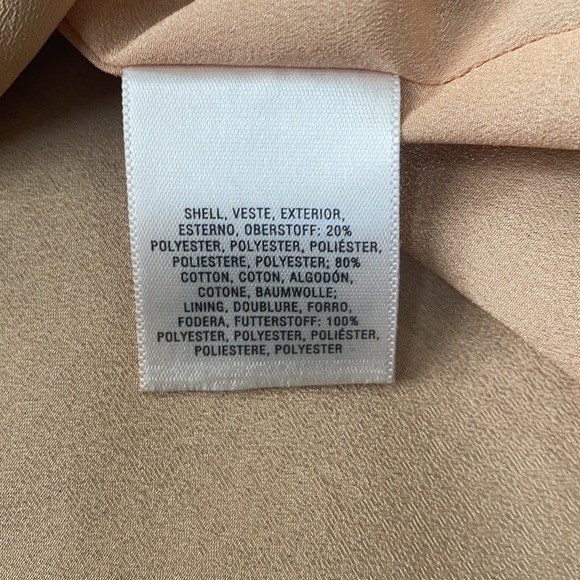 SHELL, VESTE, EXTERIOR,
ESTERNO, OBERSTOFF: 20%
POLYESTER, POLYESTER, POLIÉSTER,
POLIESTERE, POLYESTER; 80%
COTTON, COTON, ALGODÓN,
COTONE, BAUMWOLLE;
LINING, DOUBLURE, FORRO,
FODERA, FUTTERSTOFF: 100%
POLYESTER, POLYESTER, POLIÉSTER,
POLIESTERE, POLYESTER